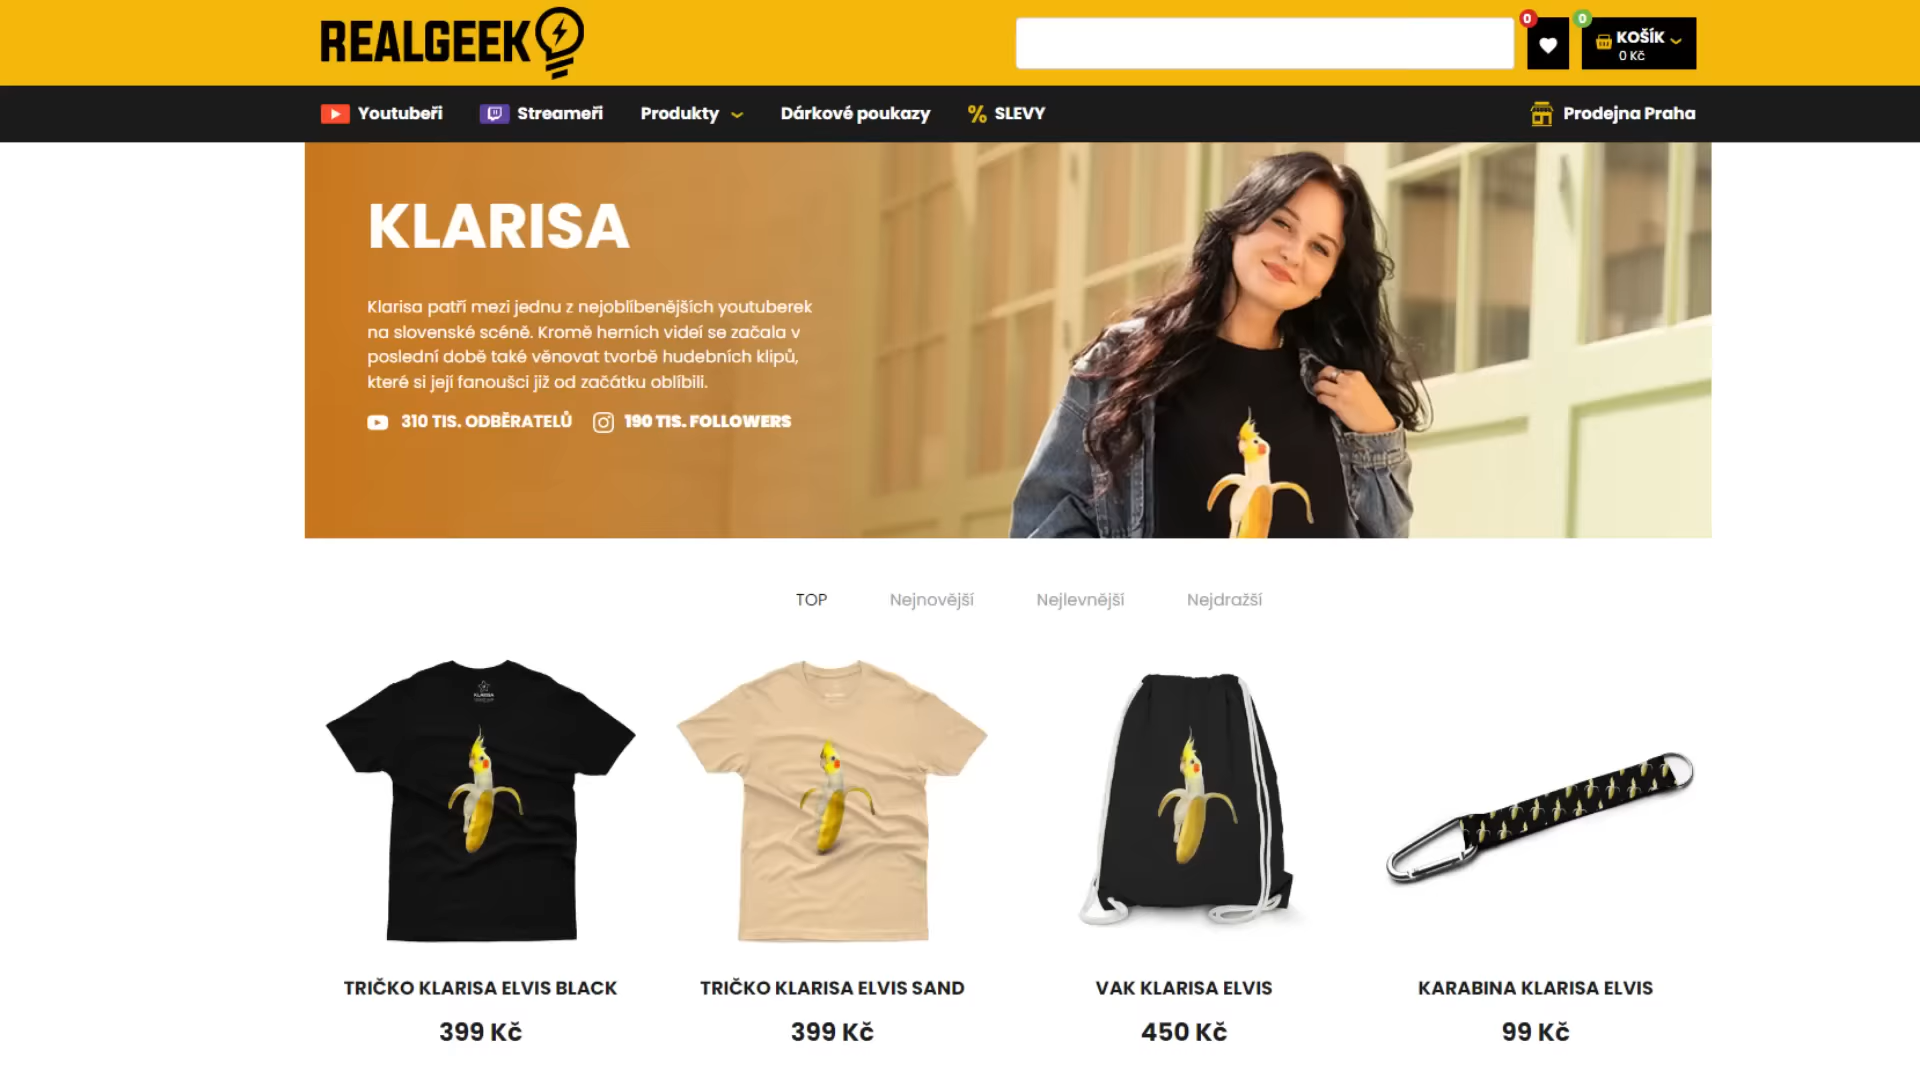 REALGEEK
0
0
KOŠÍK
0 Kč
Youtubeři
Streameři
Produkty
Dárkové poukazy
% SLEVY
Prodejna Praha
KLARISA
Klarisa patří mezi jednu z nejoblíbenějších youtuberek
na slovenské scéně. Kromě herních videí se začala v
poslední době také věnovat tvorbě hudebních klipů,
které si její fanoušci již od začátku oblíbili.
310 TIS. ODBĚRATELŮ
190 TIS. FOLLOWERS
TOP
Nejnovější
Nejlevnější
Nejdražší
KLARISA
TRIČKO KLARISA ELVIS BLACK
399 Kč
TRIČKO KLARISA ELVIS SAND
399 Kč
VAK KLARISA ELVIS
450 Kč
KARABINA KLARISA ELVIS
99 Kč